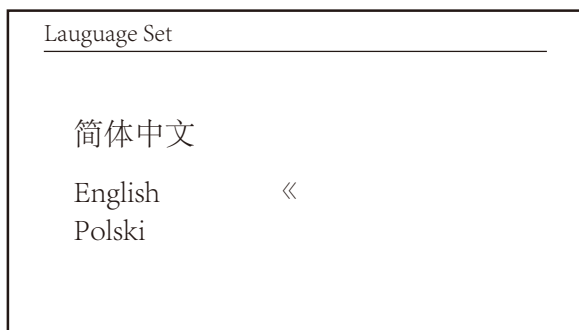 Lauguage Set
简体中文
English 《
Polski